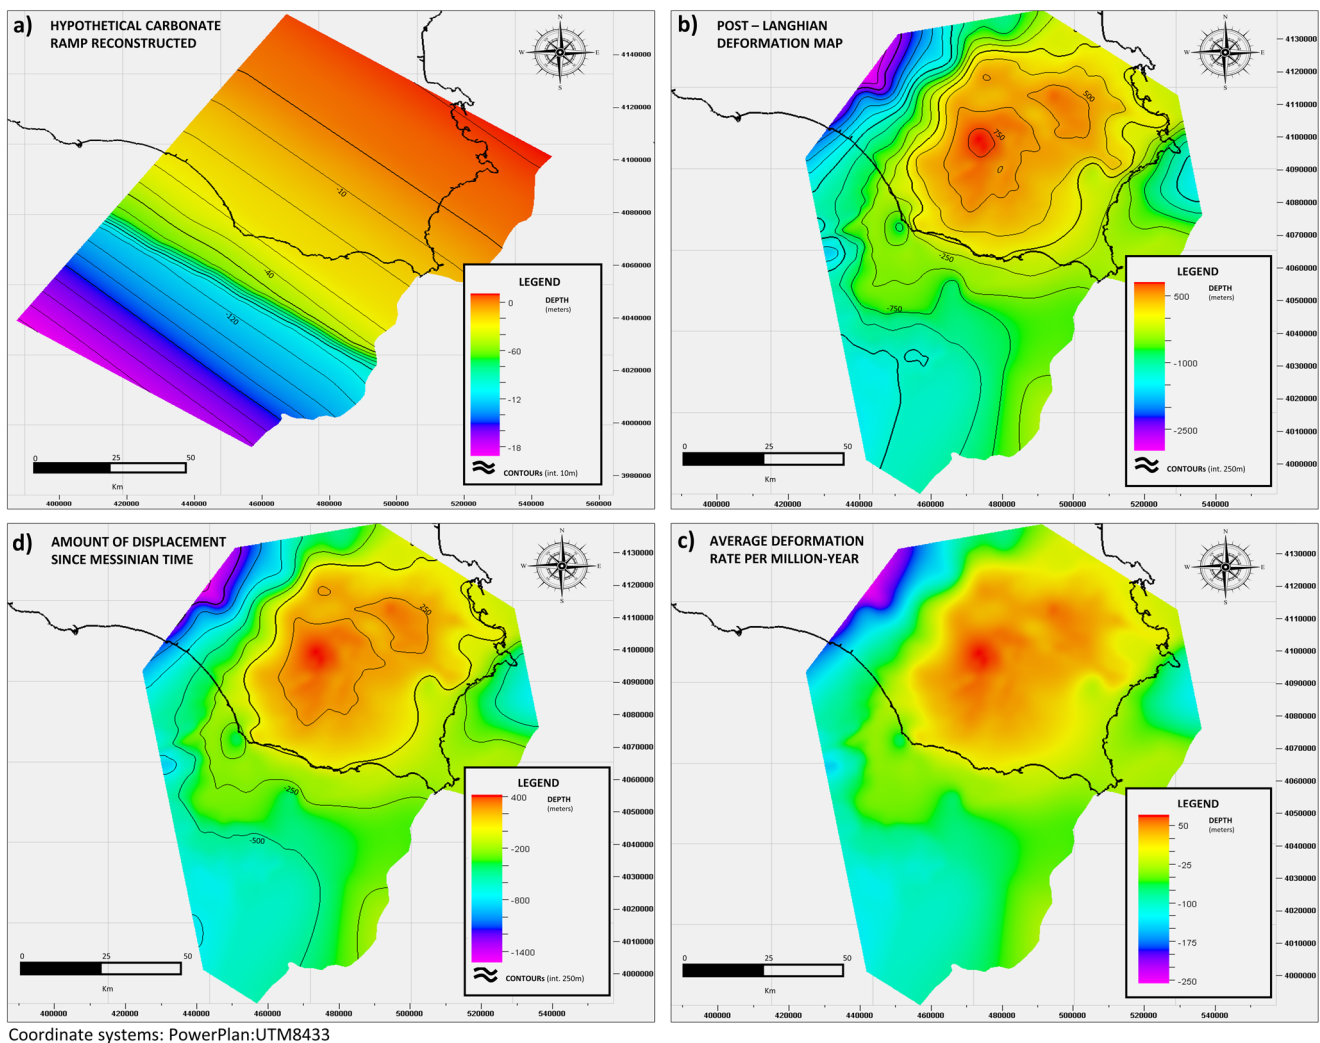 a)
HYPOTHETICAL CARBONATE
RAMP RECONSTRUCTED
N
W E
S
4140000
4120000
4100000
4080000
4060000
4040000
4020000
4000000
3980000
-10
-40
-120
LEGEND
DEPTH
(meters)
0
-60
-12
-18
CONTOURs (int. 10m)
0 25 50
Km
400000 420000 440000 460000 480000 500000 520000 540000 560000
b)
POST – LANGHIAN
DEFORMATION MAP
N
W E
S
4130000
4120000
4110000
4100000
4090000
4080000
4070000
4060000
4050000
4040000
4030000
4020000
4010000
4000000
500
750
0
-250
-750
LEGEND
DEPTH
(meters)
500
-1000
-2500
CONTOURs (int. 250m)
0 25 50
Km
400000 420000 440000 460000 480000 500000 520000 540000
d)
AMOUNT OF DISPLACEMENT
SINCE MESSINIAN TIME
N
W E
S
4130000
4120000
4110000
4100000
4090000
4080000
4070000
4060000
4050000
4040000
4030000
4020000
4010000
4000000
250
-250
-500
LEGEND
DEPTH
(meters)
400
-200
-800
-1400
CONTOURs (int. 250m)
0 25 50
Km
400000 420000 440000 460000 480000 500000 520000 540000
c)
AVERAGE DEFORMATION
RATE PER MILLION-YEAR
N
W E
S
4130000
4120000
4110000
4100000
4090000
4080000
4070000
4060000
4050000
4040000
4030000
4020000
4010000
4000000
LEGEND
DEPTH
(meters)
50
-25
-100
-175
-250
0 25 50
Km
400000 420000 440000 460000 480000 500000 520000 540000
Coordinate systems: PowerPlan:UTM8433